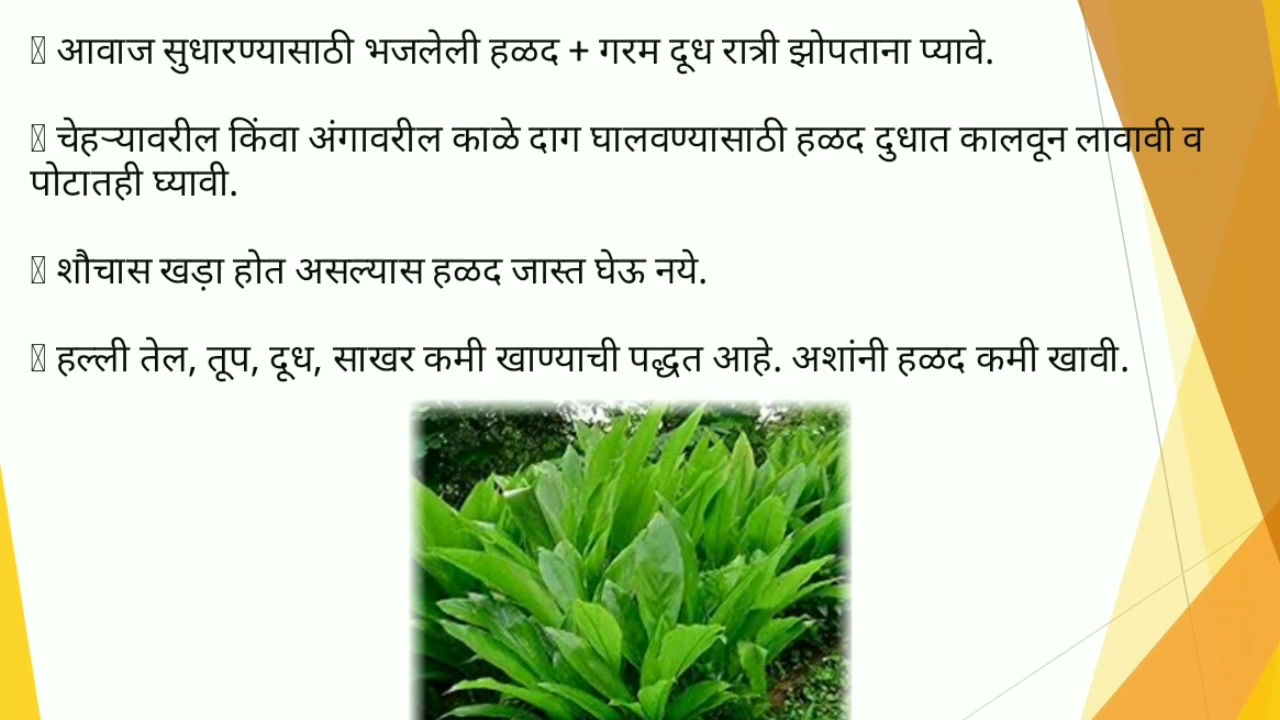 आवाज सुधारण्यासाठी भजलेली हळद + गरम दूध रात्री झोपताना प्यावे.
चेहऱ्यावरील किंवा अंगावरील काळे दाग घालवण्यासाठी हळद दुधात कालवून लावावी व
पोटातही घ्यावी.
शौचास खड़ा होत असल्यास हळद जास्त घेऊ नये.
हल्ली तेल, तूप, दूध, साखर कमी खाण्याची पद्धत आहे. अशांनी हळद कमी खावी.